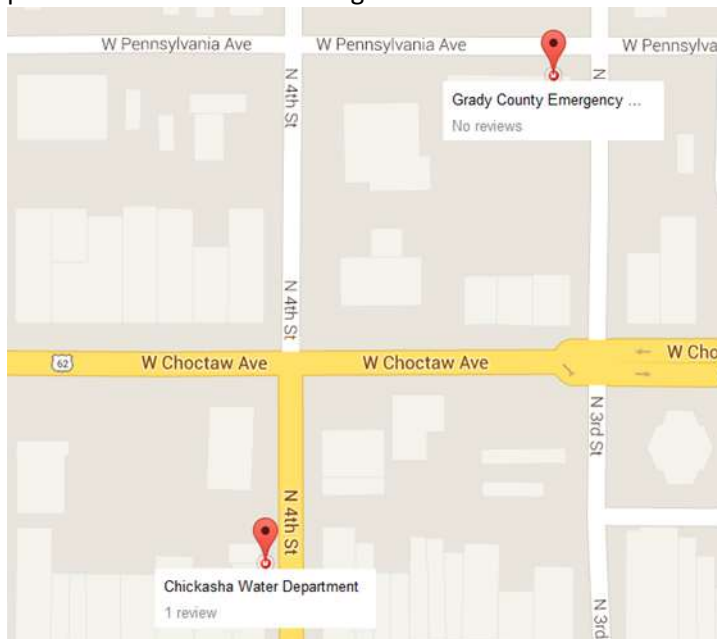 W Pennsylvania Ave
W Pennsylvania Ave
W Pennsylva
N 4th St
N
Grady County Emergency ...
No reviews
N 4th St
62
W Choctaw Ave
W Choctaw Ave
W Cho
N 3rd St
N 4th St
Chickasha Water Department
1 review
N 3rd